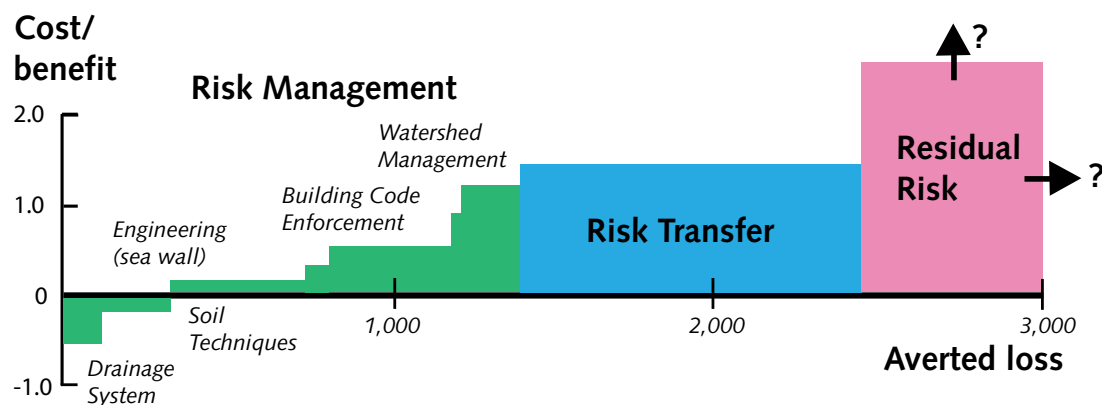 Cost/
benefit
?
Risk Management
2.0
Watershed
Management
Residual
Risk
?
1.0
Building Code
Enforcement
Engineering
(sea wall)
Risk Transfer
0
Soil
Techniques
1,000
2,000
3,000
Averted loss
Drainage
System
-1.0